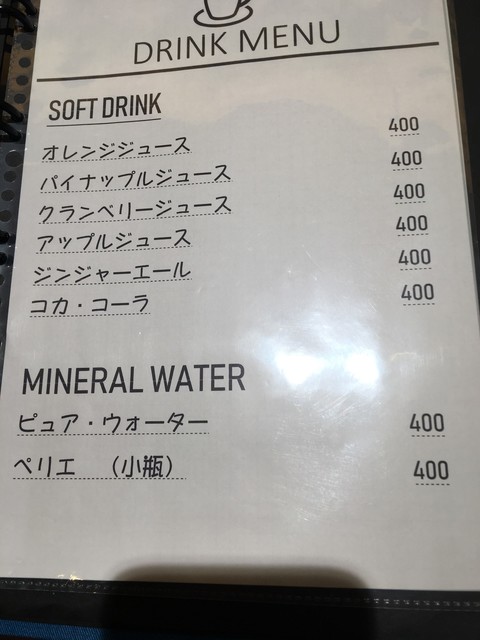 DRINK MENU
SOFT DRINK
オレンジジュース 400
パイナップルジュース 400
クランベリージュース 400
アップルジュース 400
ジンジャーエール 400
コカ・コーラ 400
MINERAL WATER
ピュア・ウォーター 400
ペリエ （小瓶） 400